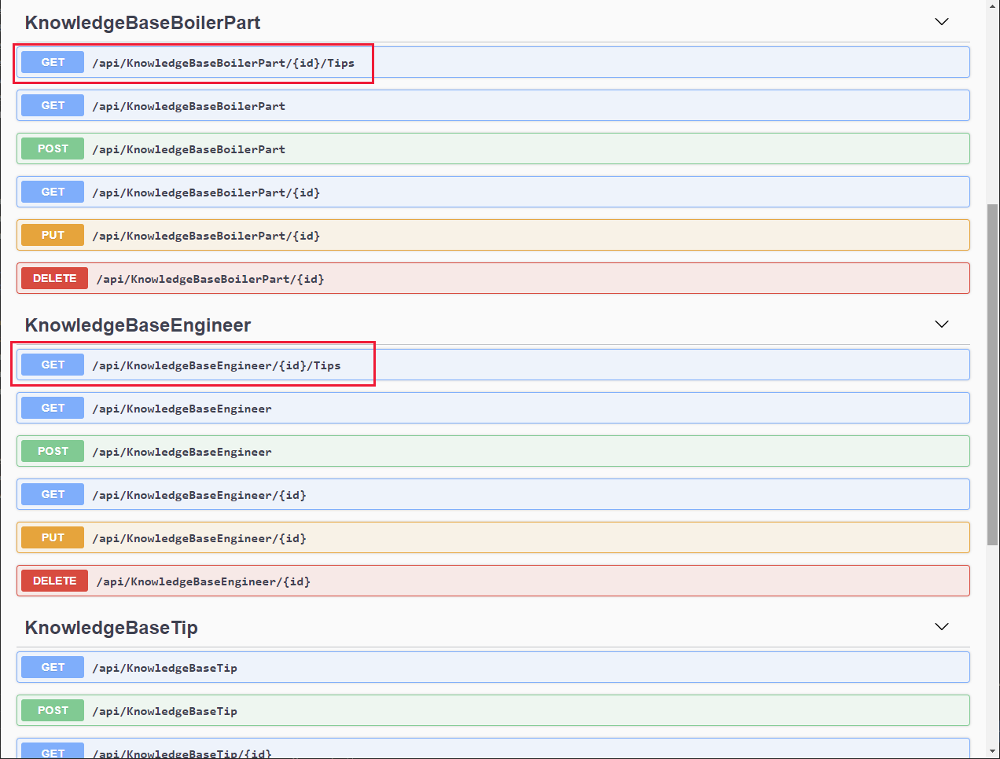 KnowledgeBaseBoilerPart
GET /api/KnowledgeBaseBoilerPart/{id}/Tips
GET /api/KnowledgeBaseBoilerPart
POST /api/KnowledgeBaseBoilerPart
GET /api/KnowledgeBaseBoilerPart/{id}
PUT /api/KnowledgeBaseBoilerPart/{id}
DELETE /api/KnowledgeBaseBoilerPart/{id}
KnowledgeBaseEngineer
GET /api/KnowledgeBaseEngineer/{id}/Tips
GET /api/KnowledgeBaseEngineer
POST /api/KnowledgeBaseEngineer
GET /api/KnowledgeBaseEngineer/{id}
PUT /api/KnowledgeBaseEngineer/{id}
DELETE /api/KnowledgeBaseEngineer/{id}
KnowledgeBaseTip
GET /api/KnowledgeBaseTip
POST /api/KnowledgeBaseTip
GET /api/KnowledgeBaseTip/{id}